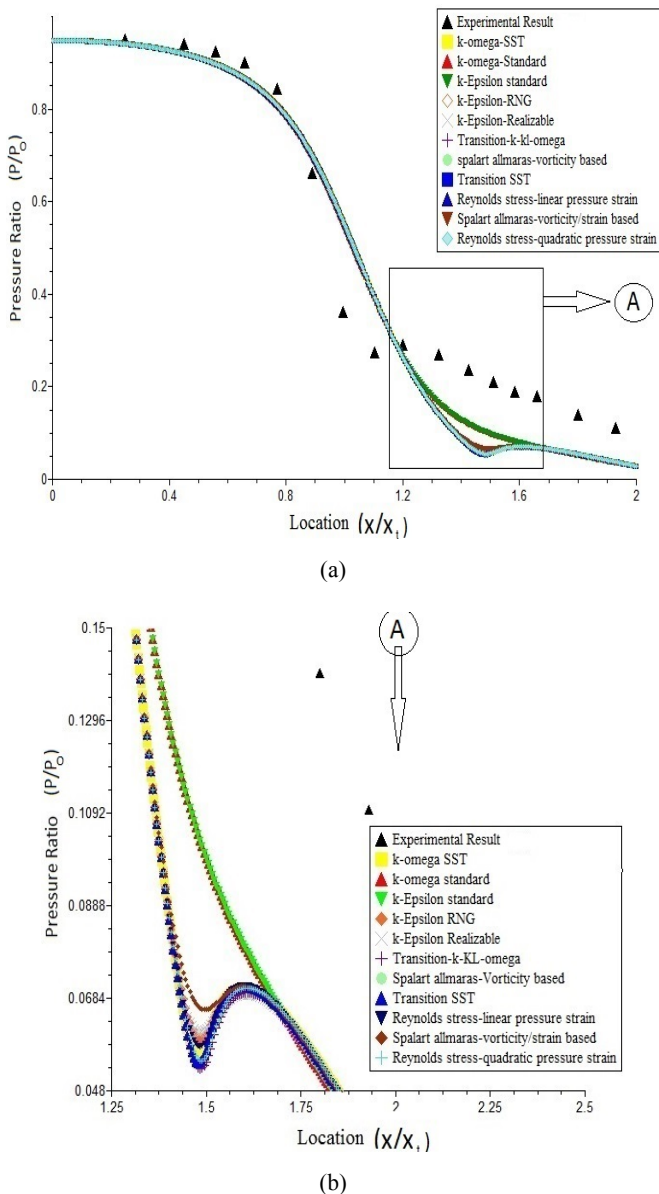 Experimental Result
k-omega-SST
k-omega-Standard
k-Epsilon standard
k-Epsilon-RNG
k-Epsilon-Realizable
Transition-k-kl-omega
spalart allmaras-vorticity based
Transition SST
Reynolds stress-linear pressure strain
Spalart allmaras-vorticity/strain based
Reynolds stress-quadratic pressure strain
A
Pressure Ratio (P/PO)
0.8
0.6
0.4
0.2
0
0 0.4 0.8 1.2 1.6 2
Location (x/xt)
(a)
A
Pressure Ratio (P/PO)
0.15
0.1296
0.1092
0.0888
0.0684
0.048
Experimental Result
k-omega SST
k-omega standard
k-Epsilon standard
k-Epsilon RNG
k-Epsilon Realizable
Transition-k-KL-omega
Spalart allmaras-Vorticity based
Transition SST
Reynolds stress-linear pressure strain
Spalart allmaras-vorticity/strain based
Reynolds stress-quadratic pressure strain
1.25 1.5 1.75 2 2.25 2.5
Location (x/xt)
(b)